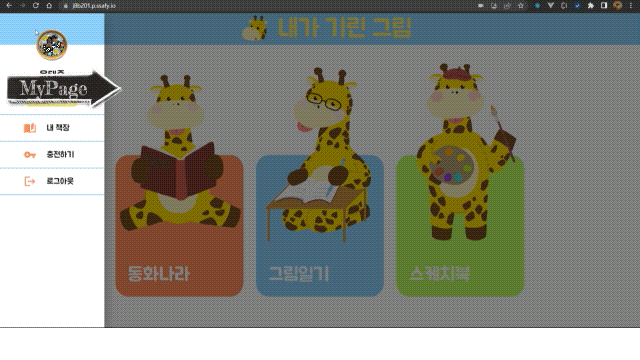 j8b201.p.ssafy.io
내가 기린 그림
MyPage
내 책장
충전하기
로그아웃
동화나라
그림일기
스케치북